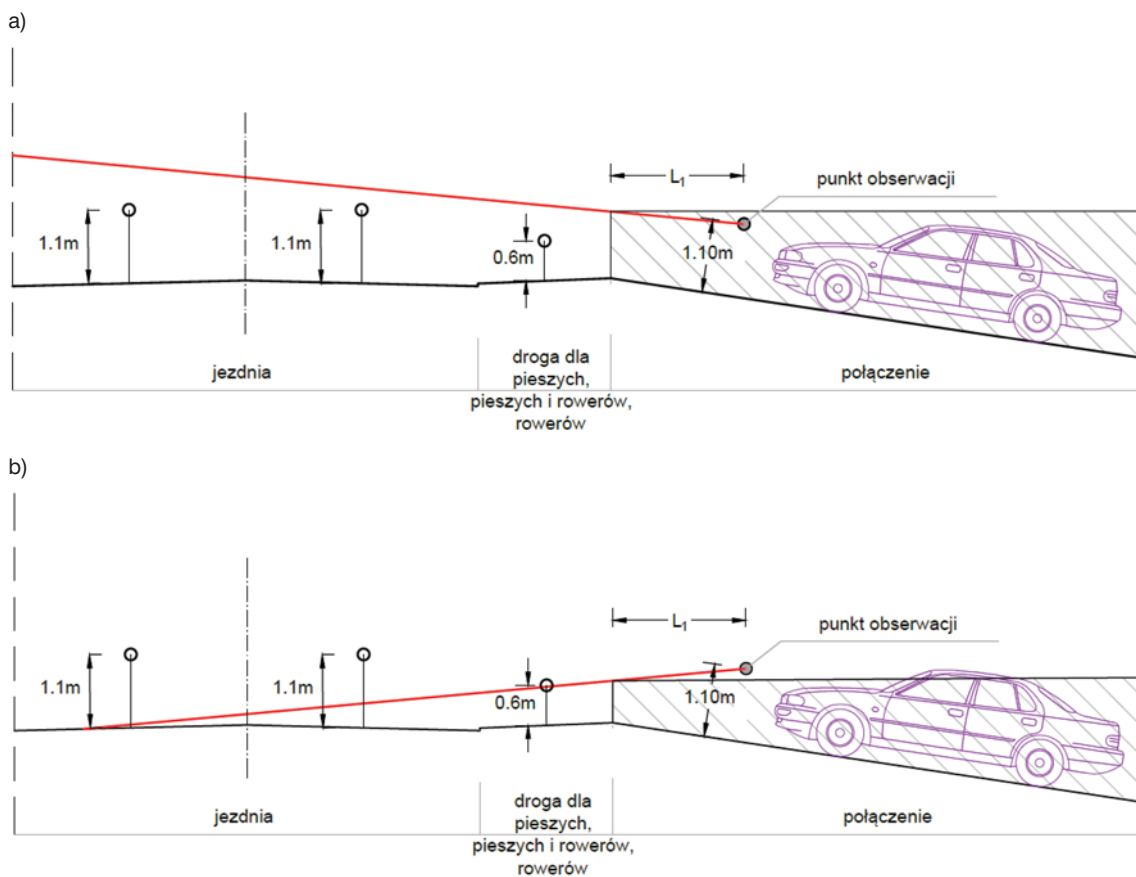 a)
L₁
punkt obserwacji
1.1m
1.1m
0.6m
1.10m
jezdnia
droga dla
pieszych,
pieszych i rowerów,
rowerów
połączenie
b)
L₁
punkt obserwacji
1.1m
1.1m
0.6m
1.10m
jezdnia
droga dla
pieszych,
pieszych i rowerów,
rowerów
połączenie